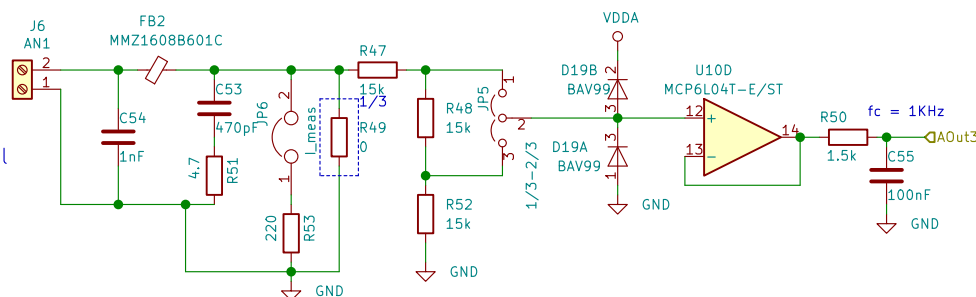 J6
AN1
2
1
FB2
MMZ1608B601C
C54
1nF
C53
470pF
4.7
R51
JP6
2
1
I_meas
220
R53
GND
1/3
R49
0
R47
15k
R48
15k
R52
15k
GND
JP5
1
2
3
1/3-2/3
VDDA
D19B
BAV99
2
3
D19A
BAV99
3
1
GND
U10D
MCP6L04T-E/ST
12
+
13
-
14
R50
1.5k
fc = 1KHz
AOut3
C55
100nF
GND
l